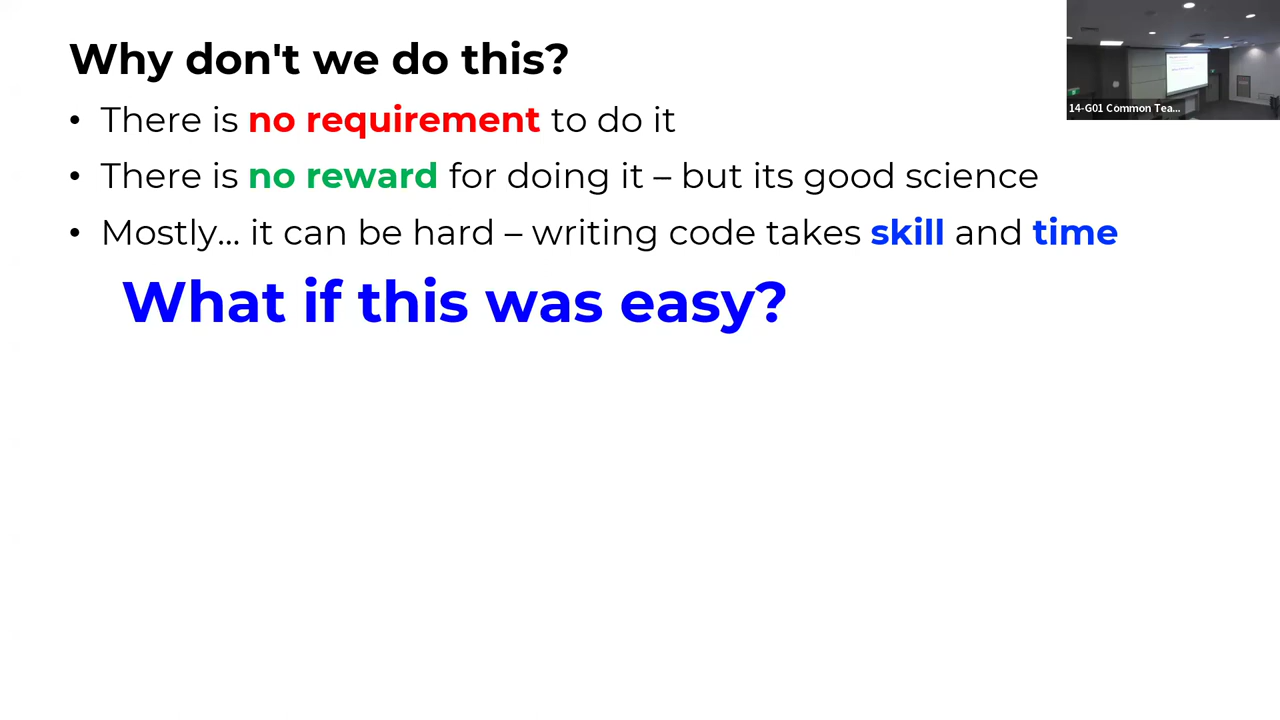 Why don't we do this?
• There is no requirement to do it
• There is no reward for doing it – but its good science
• Mostly... it can be hard – writing code takes skill and time
What if this was easy?
14-G01 Common Tea...